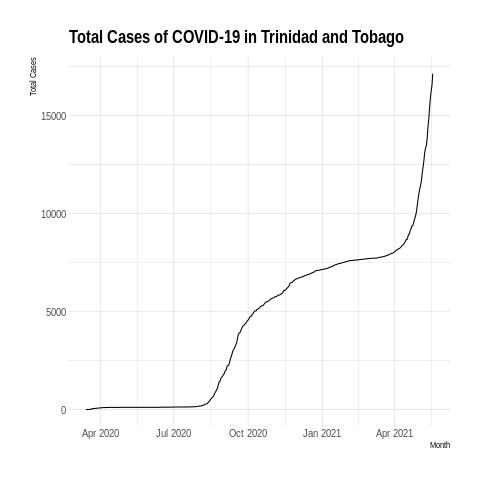 Total Cases of COVID-19 in Trinidad and Tobago
Total Cases
15000
10000
5000
0
Apr 2020 Jul 2020 Oct 2020 Jan 2021 Apr 2021
Month